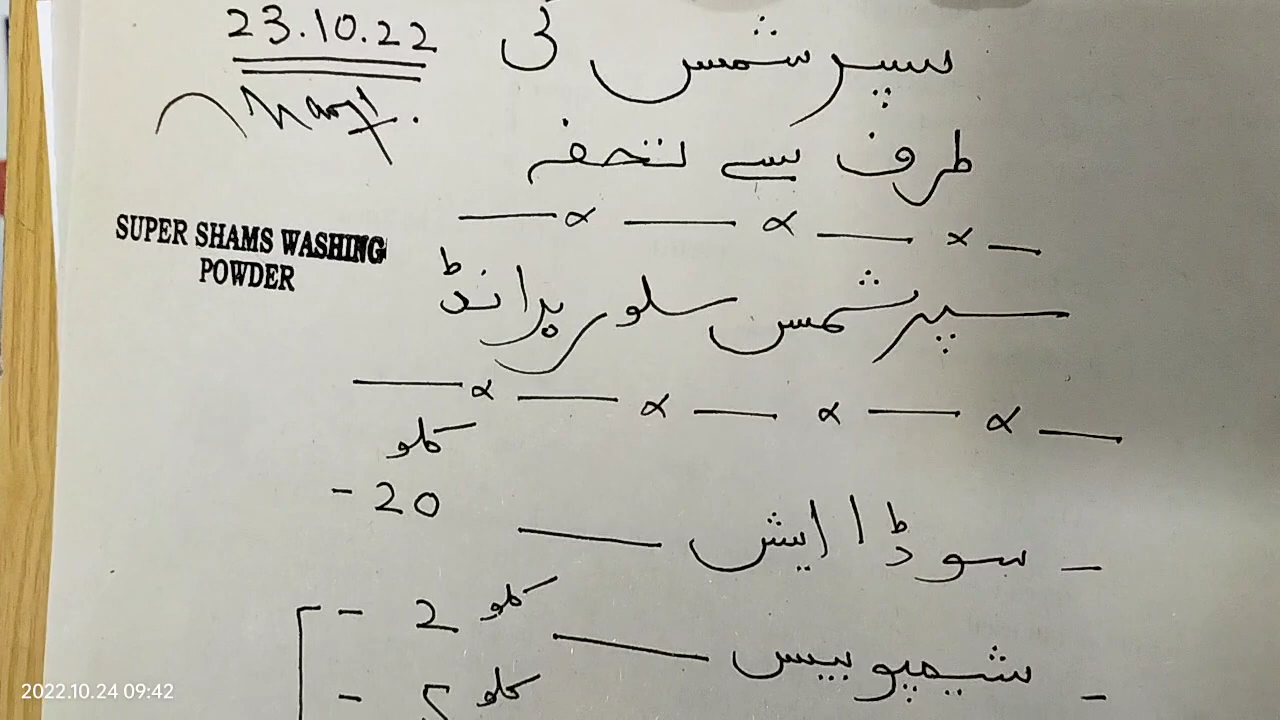 23.10.22
سپر شمس کی
طرف سے تحفہ
SUPER SHAMS WASHING
POWDER
سپر شمس سلور برانڈ
کلو
- سوڈا ایش —— 20 -
- شیمپو بیس —— 2 کلو -
- کلو -
2022.10.24 09:42